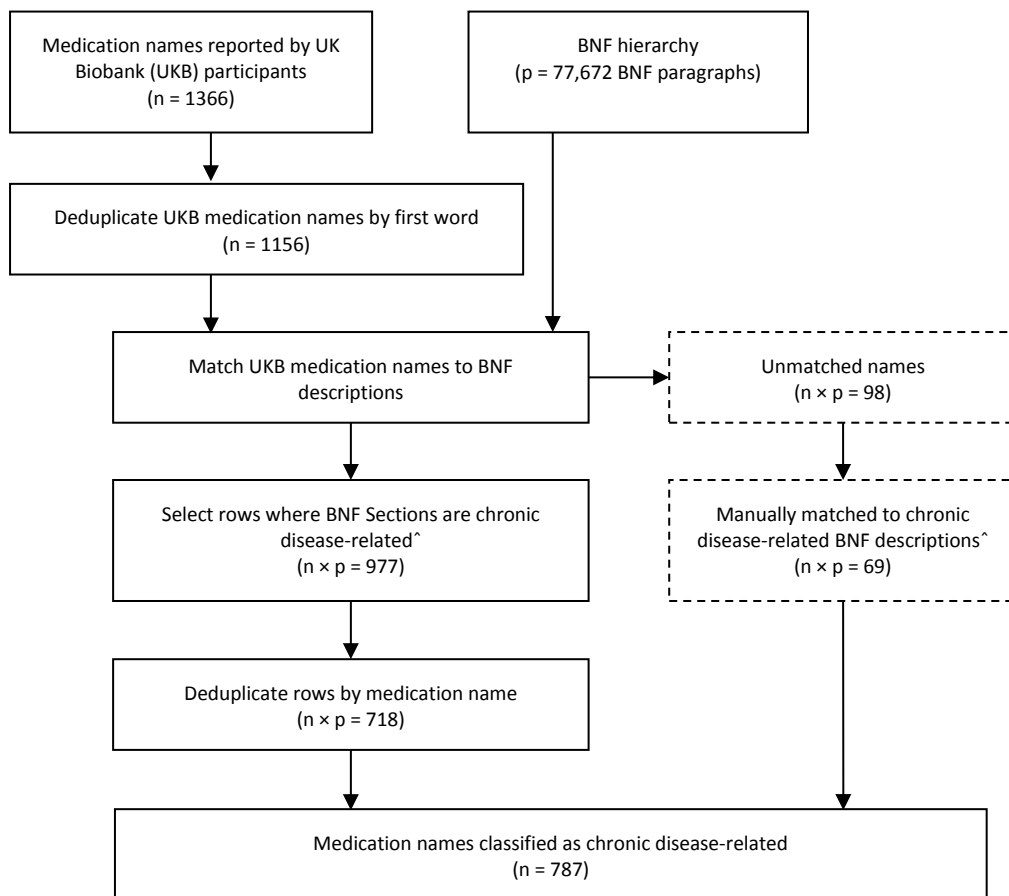 Medication names reported by UK
Biobank (UKB) participants
(n = 1366)
BNF hierarchy
(p = 77,672 BNF paragraphs)
Deduplicate UKB medication names by first word
(n = 1156)
Match UKB medication names to BNF
descriptions
Unmatched names
(n × p = 98)
Select rows where BNF Sections are chronic
disease-related^
(n × p = 977)
Manually matched to chronic
disease-related BNF descriptions^
(n × p = 69)
Deduplicate rows by medication name
(n × p = 718)
Medication names classified as chronic disease-related
(n = 787)